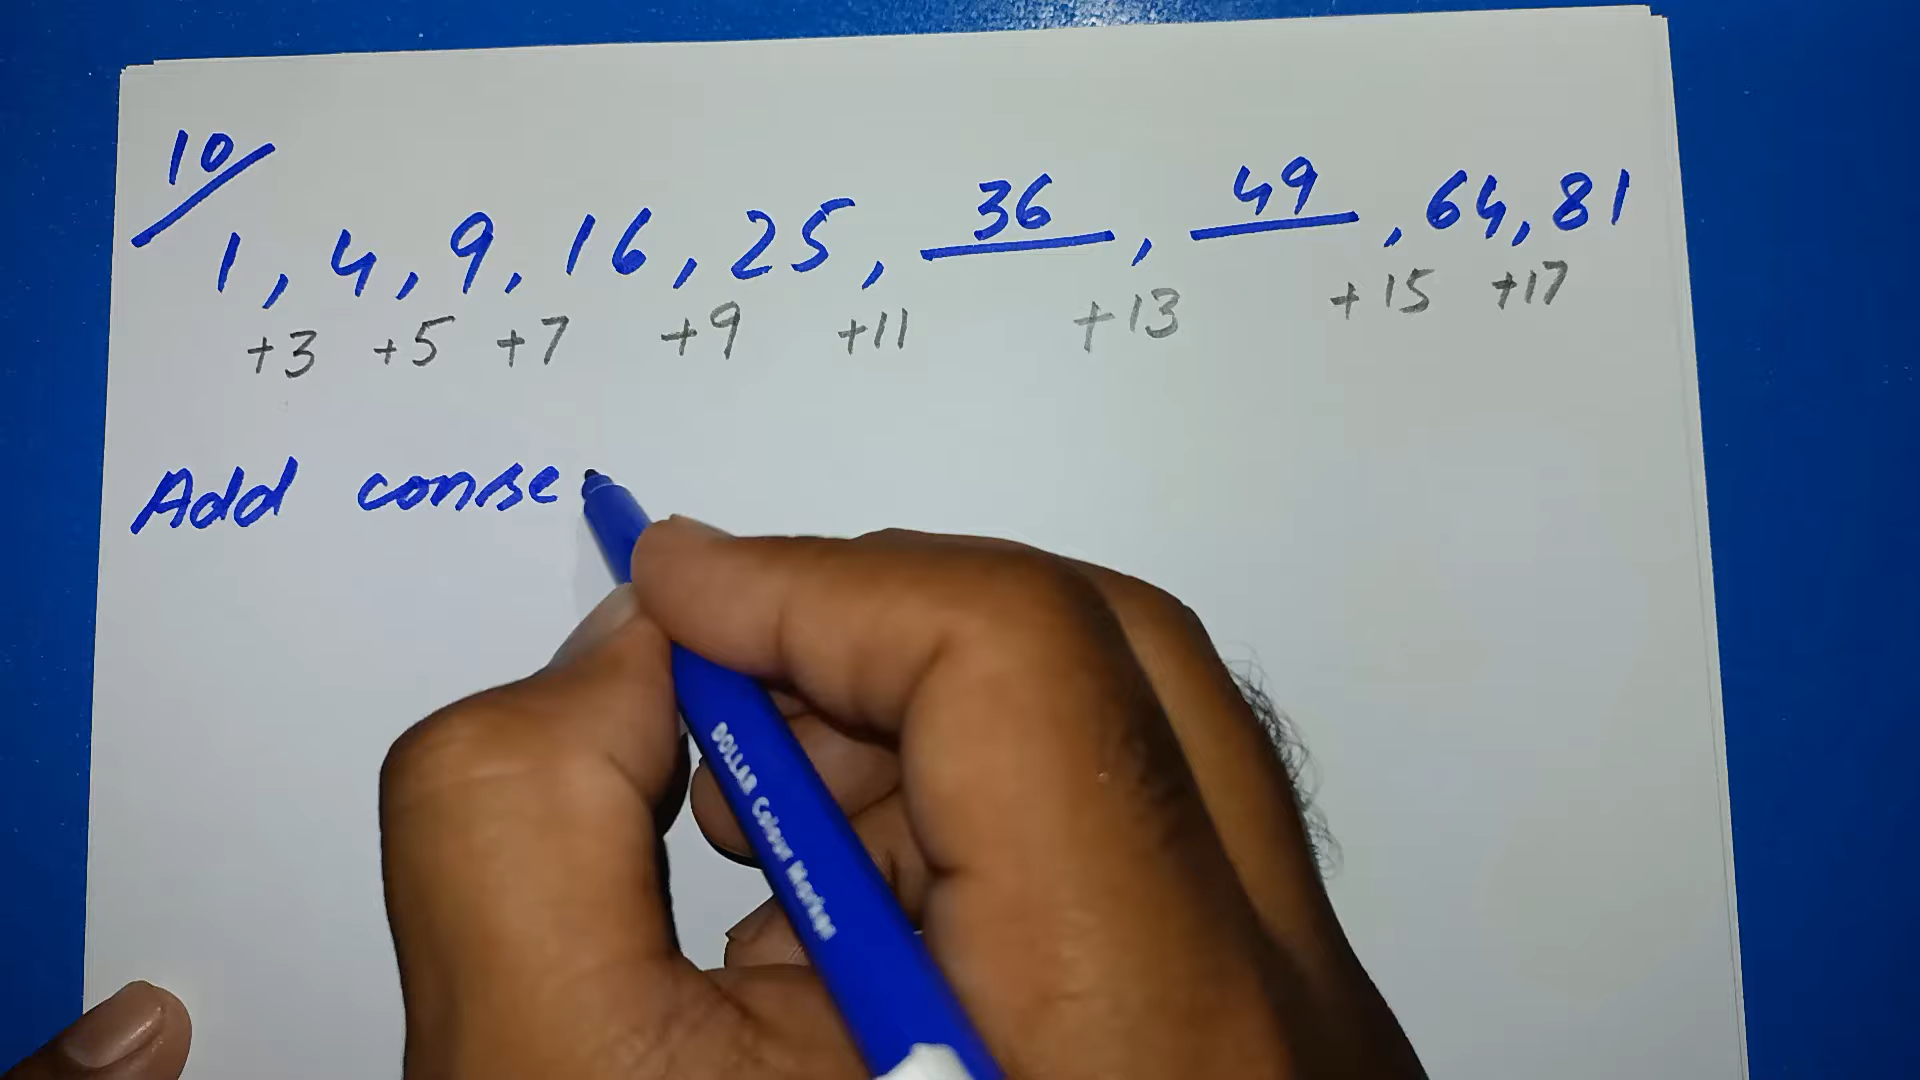 10/
1, 4, 9, 16, 25, 36, 49, 64, 81
+3 +5 +7 +9 +11 +13 +15 +17
Add conse
DOLLAR Colour Marker